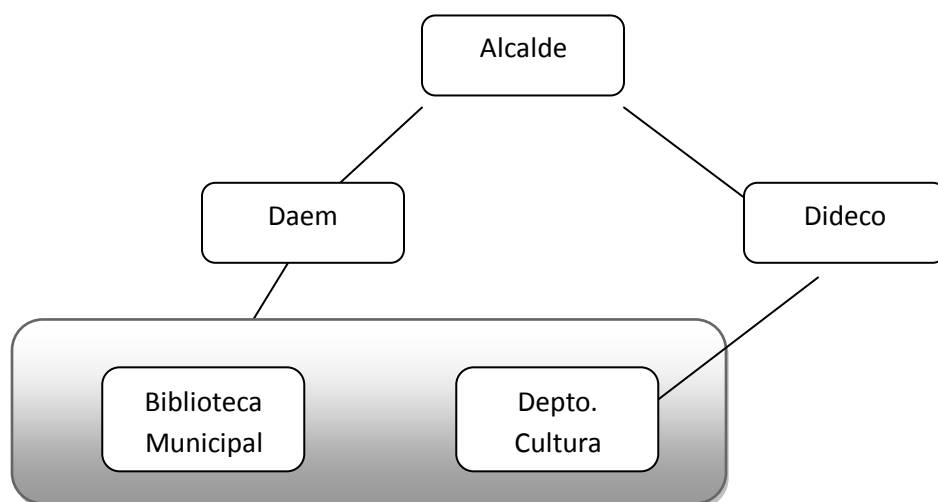 Alcalde
Daem
Dideco
Biblioteca
Municipal
Depto.
Cultura